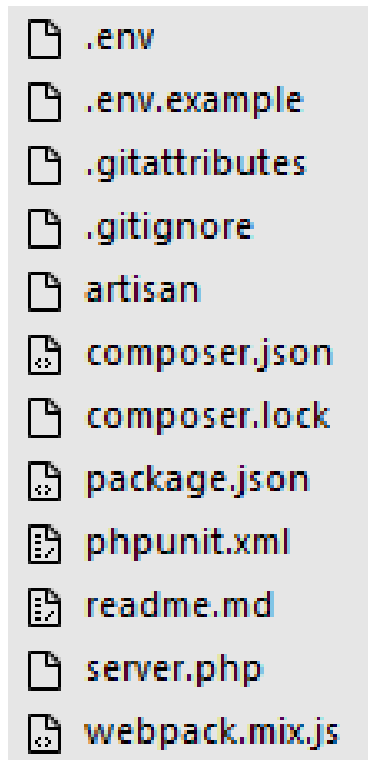 .env
.env.example
.gitattributes
.gitignore
artisan
composer.json
composer.lock
package.json
phpunit.xml
readme.md
server.php
webpack.mix.js